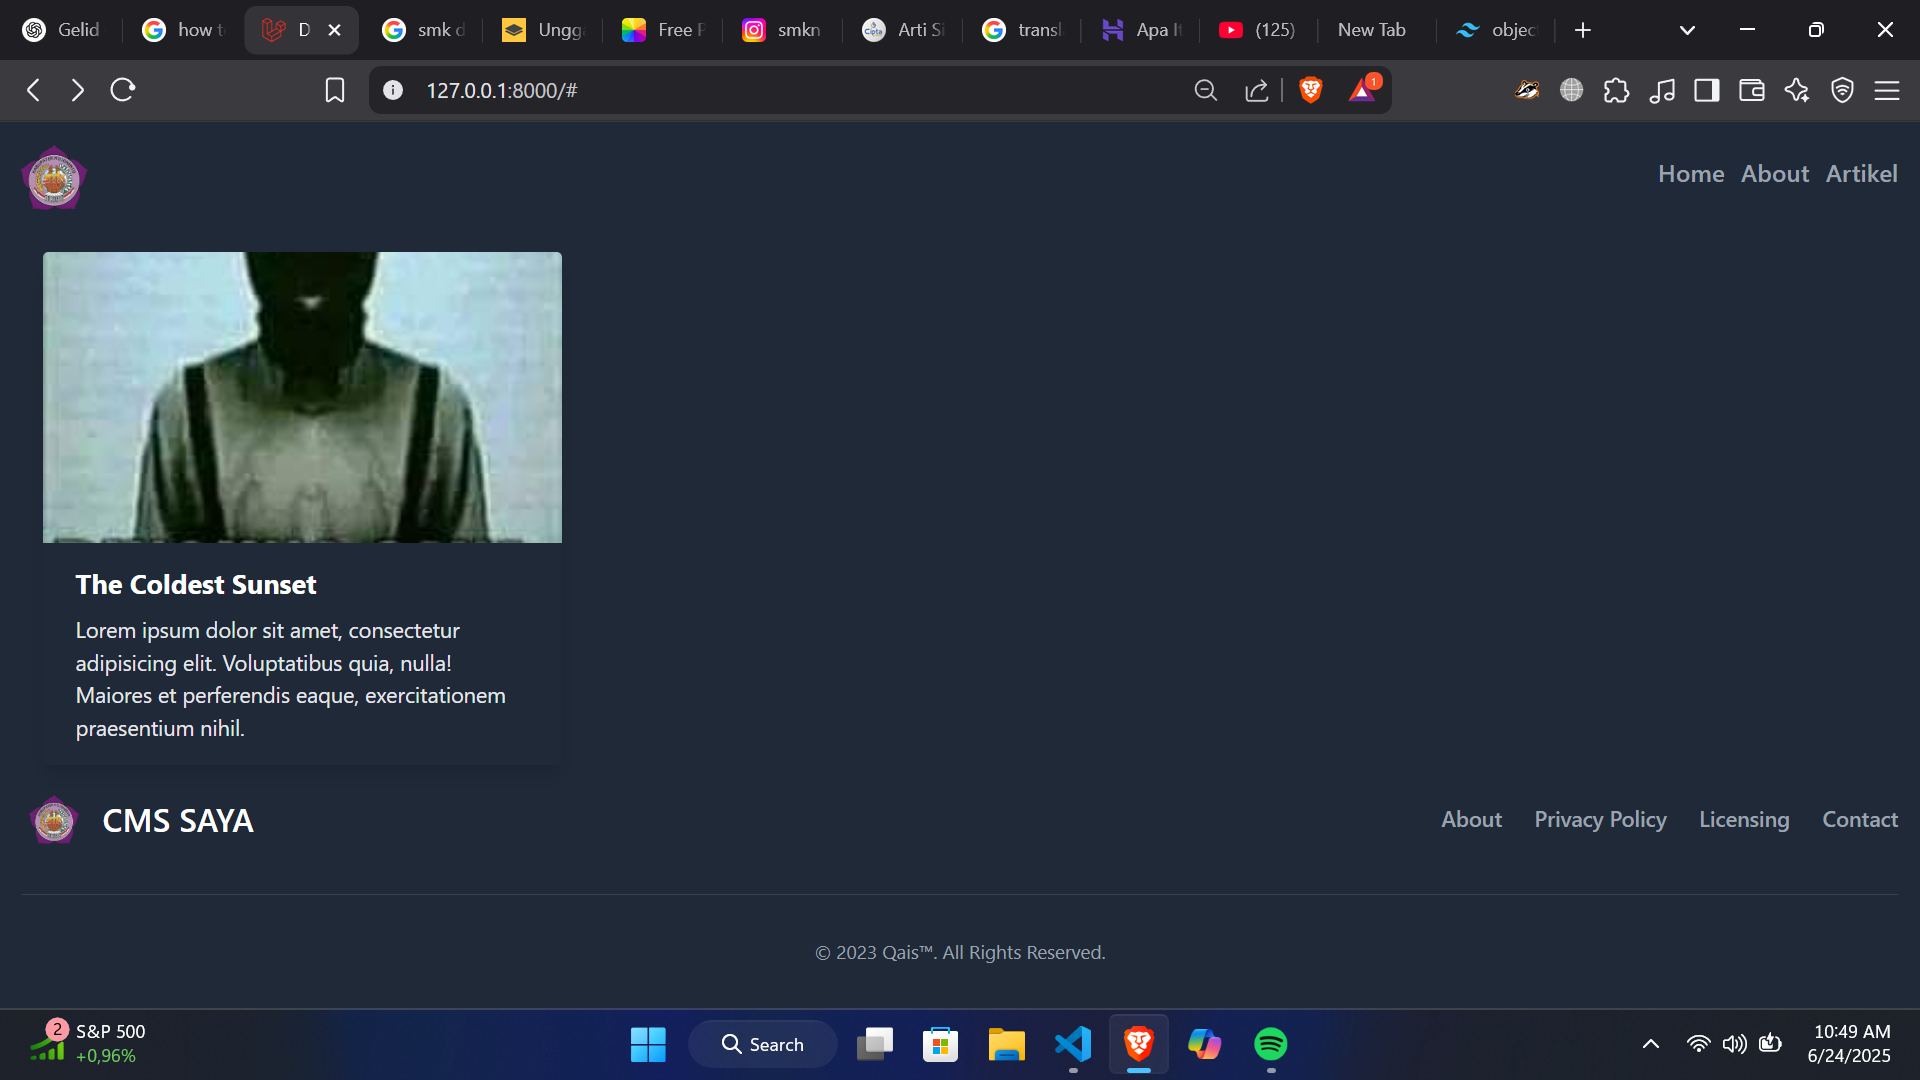 Gelid
how t
D
smk d
Ungga
Free P
smkn
Arti Si
transl
Apa It
(125)
New Tab
objec
127.0.0.1:8000/#
1
Home About Artikel
The Coldest Sunset
Lorem ipsum dolor sit amet, consectetur
adipisicing elit. Voluptatibus quia, nulla!
Maiores et perferendis eaque, exercitationem
praesentium nihil.
CMS SAYA
About Privacy Policy Licensing Contact
© 2023 Qais™. All Rights Reserved.
2
S&P 500
+0,96%
Search
10:49 AM
6/24/2025